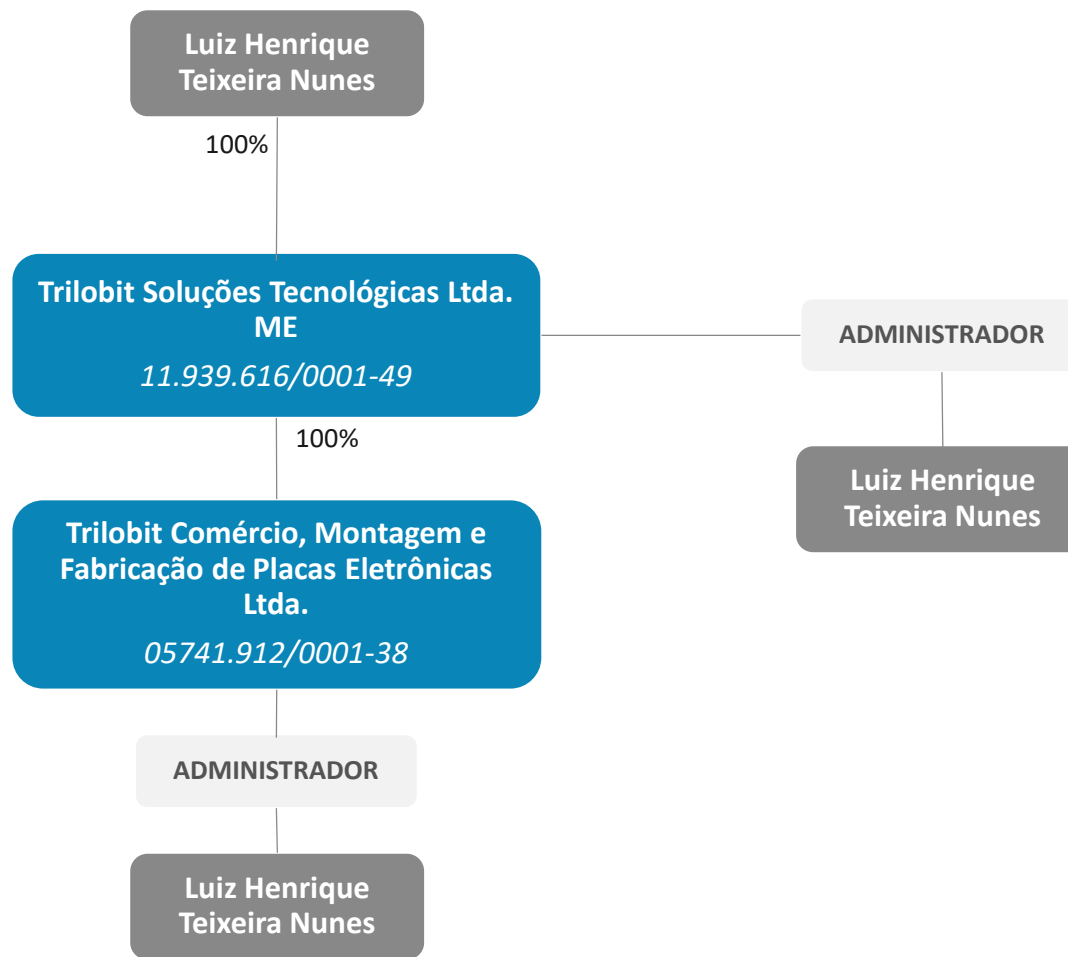 Luiz Henrique
Teixeira Nunes
100%
Trilobit Soluções Tecnológicas Ltda.
ME
11.939.616/0001-49
ADMINISTRADOR
Luiz Henrique
Teixeira Nunes
100%
Trilobit Comércio, Montagem e
Fabricação de Placas Eletrônicas
Ltda.
05741.912/0001-38
ADMINISTRADOR
Luiz Henrique
Teixeira Nunes